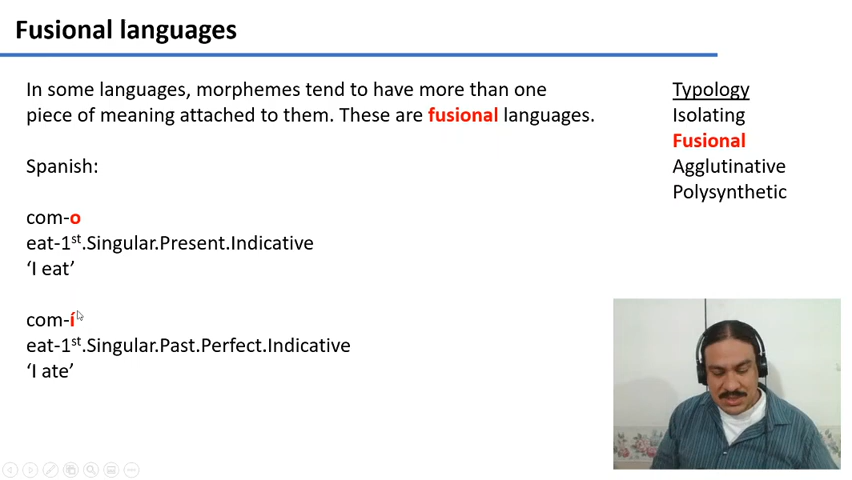 Fusional languages
In some languages, morphemes tend to have more than one
piece of meaning attached to them. These are fusional languages.
Spanish:
com-o
eat-1st.Singular.Present.Indicative
‘I eat’
com-í
eat-1st.Singular.Past.Perfect.Indicative
‘I ate’
Typology
Isolating
Fusional
Agglutinative
Polysynthetic